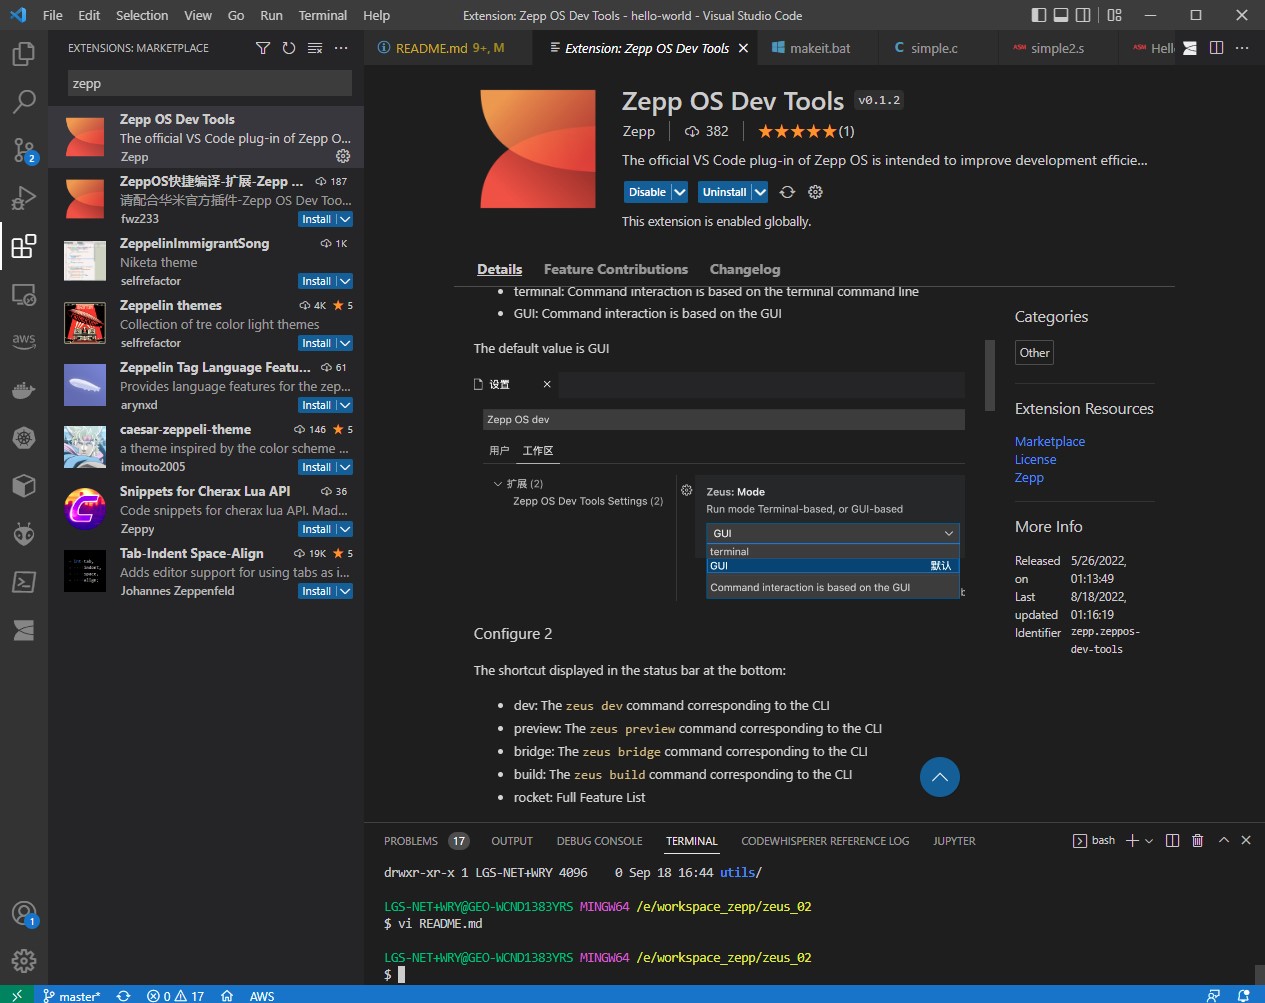 File Edit Selection View Go Run Terminal Help Extension: Zepp OS Dev Tools - hello-world - Visual Studio Code
EXTENSIONS: MARKETPLACE
zepp
Zepp OS Dev Tools
The official VS Code plug-in of Zepp O...
Zepp
ZeppOS快捷编译-扩展-Zepp ... 187
请配合华米官方插件-Zepp OS Dev Too...
fwz233 Install
ZeppelinImmigrantSong 1K
Niketa theme
selfrefactor Install
Zeppelin themes 4K ★ 5
Collection of tre color light themes
selfrefactor Install
Zeppelin Tag Language Featu... 61
Provides language features for the zep...
arynxd Install
caesar-zeppeli-theme 146 ★ 5
a theme inspired by the color scheme ...
imouto2005 Install
Snippets for Cherax Lua API 36
Code snippets for cherax lua API. Mad...
Zeppy Install
Tab-Indent Space-Align 19K ★ 5
Adds editor support for using tabs as i...
Johannes Zeppenfeld Install
2
aws
1
README.md 9+, M Extension: Zepp OS Dev Tools makeit.bat simple.c simple2.s Hell
Zepp OS Dev Tools v0.1.2
Zepp 382 ★★★★★(1)
The official VS Code plug-in of Zepp OS is intended to improve development efficie...
Disable Uninstall
This extension is enabled globally.
Details Feature Contributions Changelog
• terminal: Command interaction is based on the terminal command line
• GUI: Command interaction is based on the GUI
The default value is GUI
设置
Zepp OS dev
用户 工作区
扩展 (2)
Zepp OS Dev Tools Settings (2)
Zeus: Mode
Run mode Terminal-based, or GUI-based
GUI
terminal
GUI 默认
Command interaction is based on the GUI
Configure 2
The shortcut displayed in the status bar at the bottom:
• dev: The zeus dev command corresponding to the CLI
• preview: The zeus preview command corresponding to the CLI
• bridge: The zeus bridge command corresponding to the CLI
• build: The zeus build command corresponding to the CLI
• rocket: Full Feature List
Categories
Other
Extension Resources
Marketplace
License
Zepp
More Info
Released on 5/26/2022, 01:13:49
Last updated 8/18/2022, 01:16:19
Identifier zepp.zeppos-dev-tools
PROBLEMS 17 OUTPUT DEBUG CONSOLE TERMINAL CODEWHISPERER REFERENCE LOG JUPYTER bash
drwxr-xr-x 1 LGS-NET+WRY 4096 0 Sep 18 16:44 utils/
LGS-NET+WRY@GEO-WCND1383YRS MINGW64 /e/workspace_zepp/zeus_02
$ vi README.md
LGS-NET+WRY@GEO-WCND1383YRS MINGW64 /e/workspace_zepp/zeus_02
$
master* 0 17 AWS